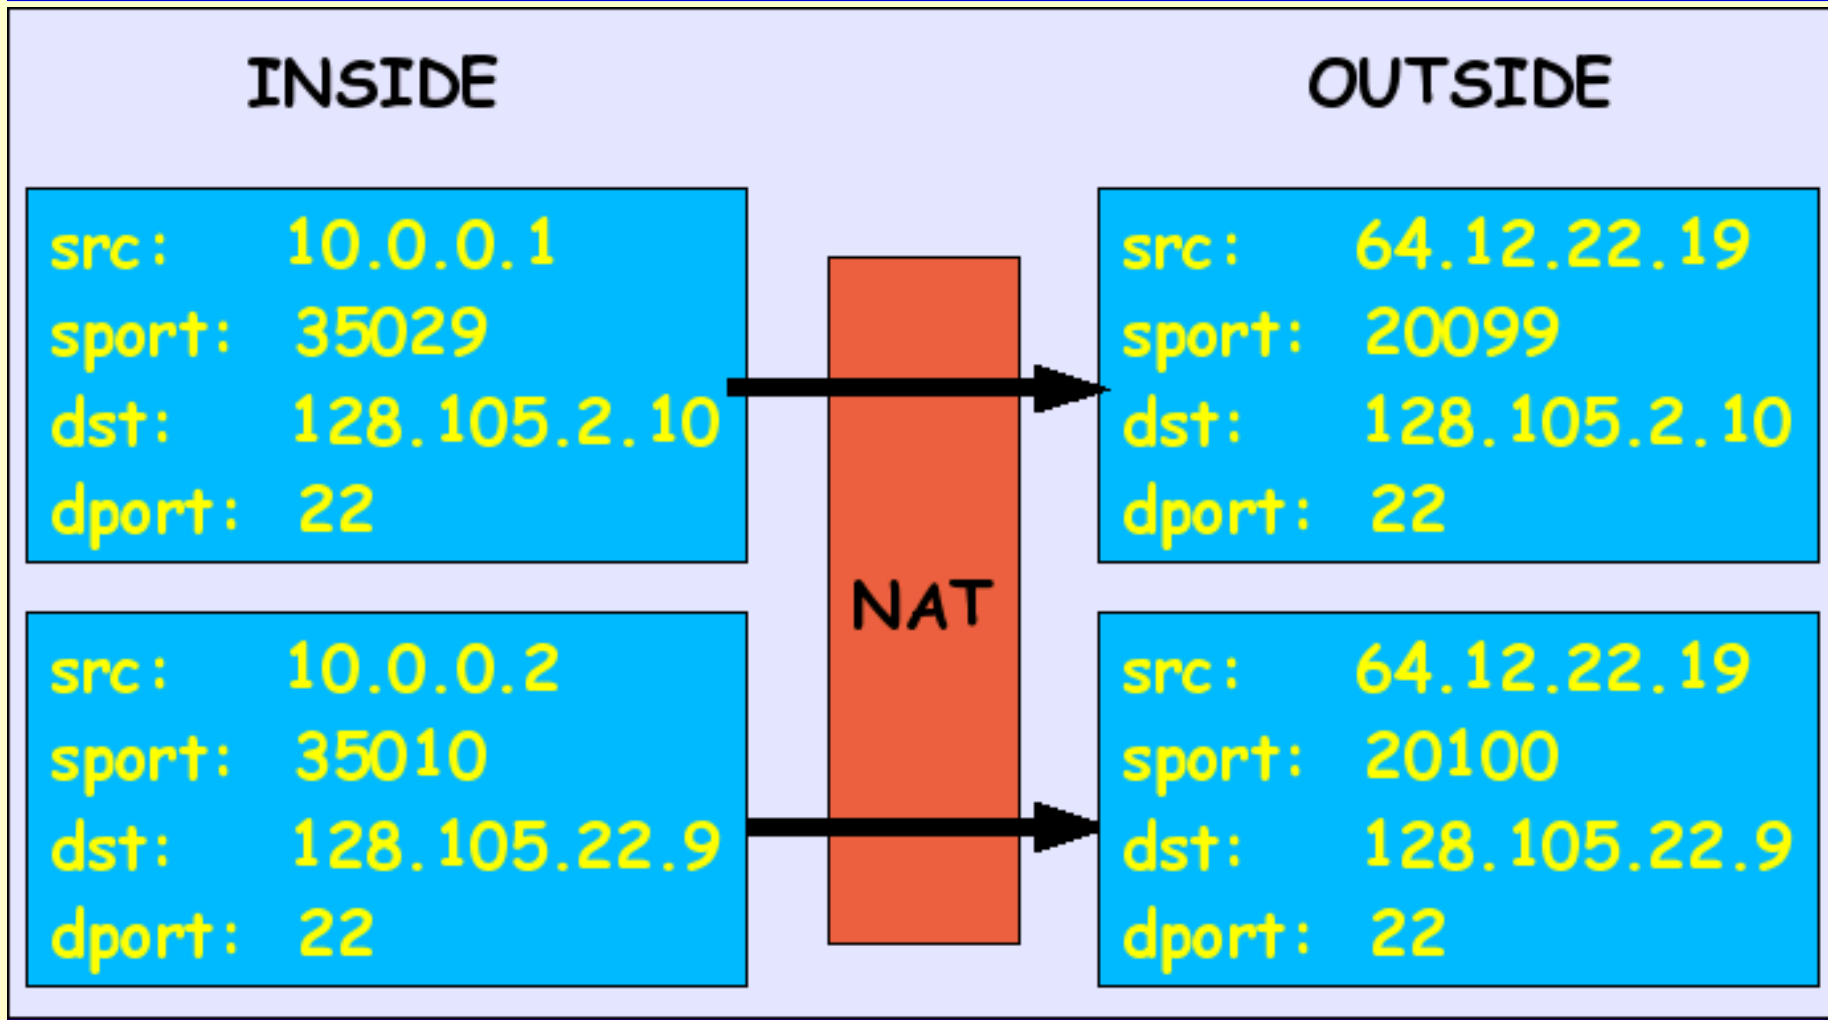 INSIDE
OUTSIDE
src: 10.0.0.1
sport: 35029
dst: 128.105.2.10
dport: 22
src: 64.12.22.19
sport: 20099
dst: 128.105.2.10
dport: 22
NAT
src: 10.0.0.2
sport: 35010
dst: 128.105.22.9
dport: 22
src: 64.12.22.19
sport: 20100
dst: 128.105.22.9
dport: 22